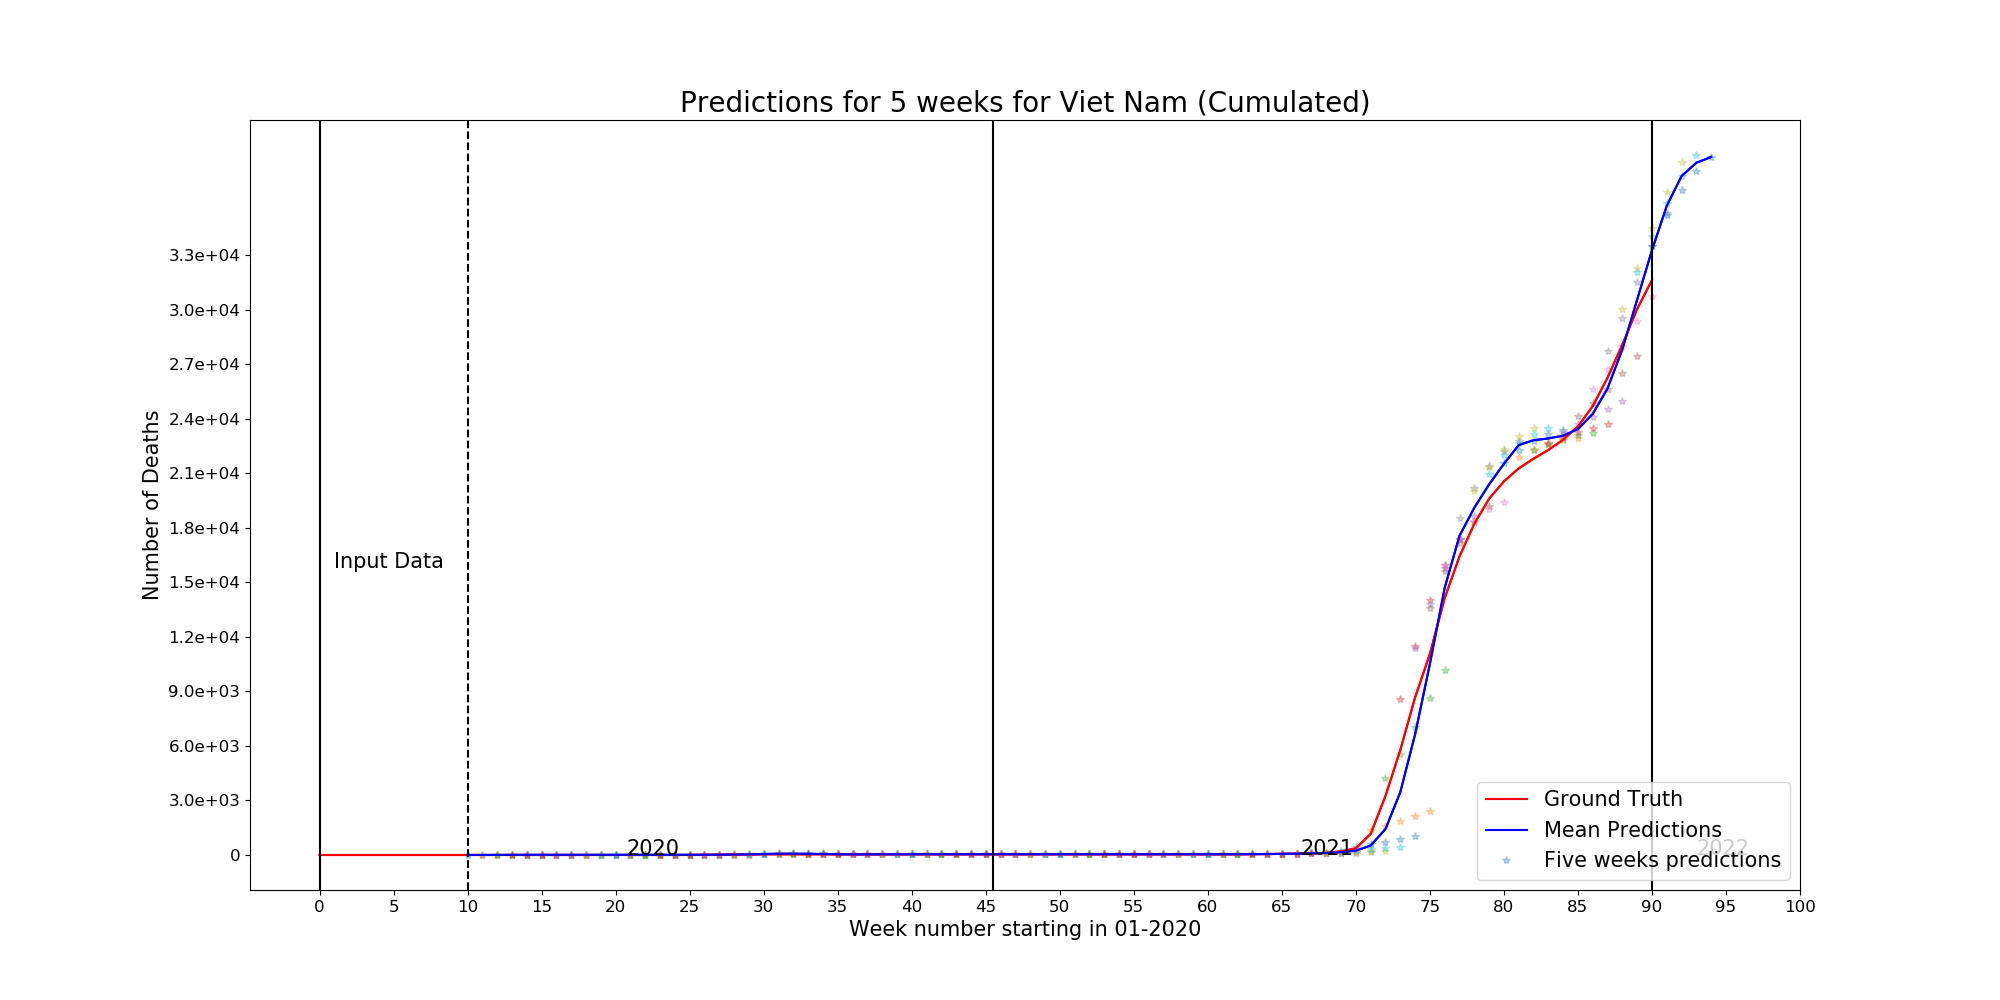 Predictions for 5 weeks for Viet Nam (Cumulated)
3.3e+04
3.0e+04
2.7e+04
2.4e+04
2.1e+04
1.8e+04
1.5e+04
1.2e+04
9.0e+03
6.0e+03
3.0e+03
0
Number of Deaths
Input Data
2020
2021
2022
Ground Truth
Mean Predictions
Five weeks predictions
0 5 10 15 20 25 30 35 40 45 50 55 60 65 70 75 80 85 90 95 100
Week number starting in 01-2020